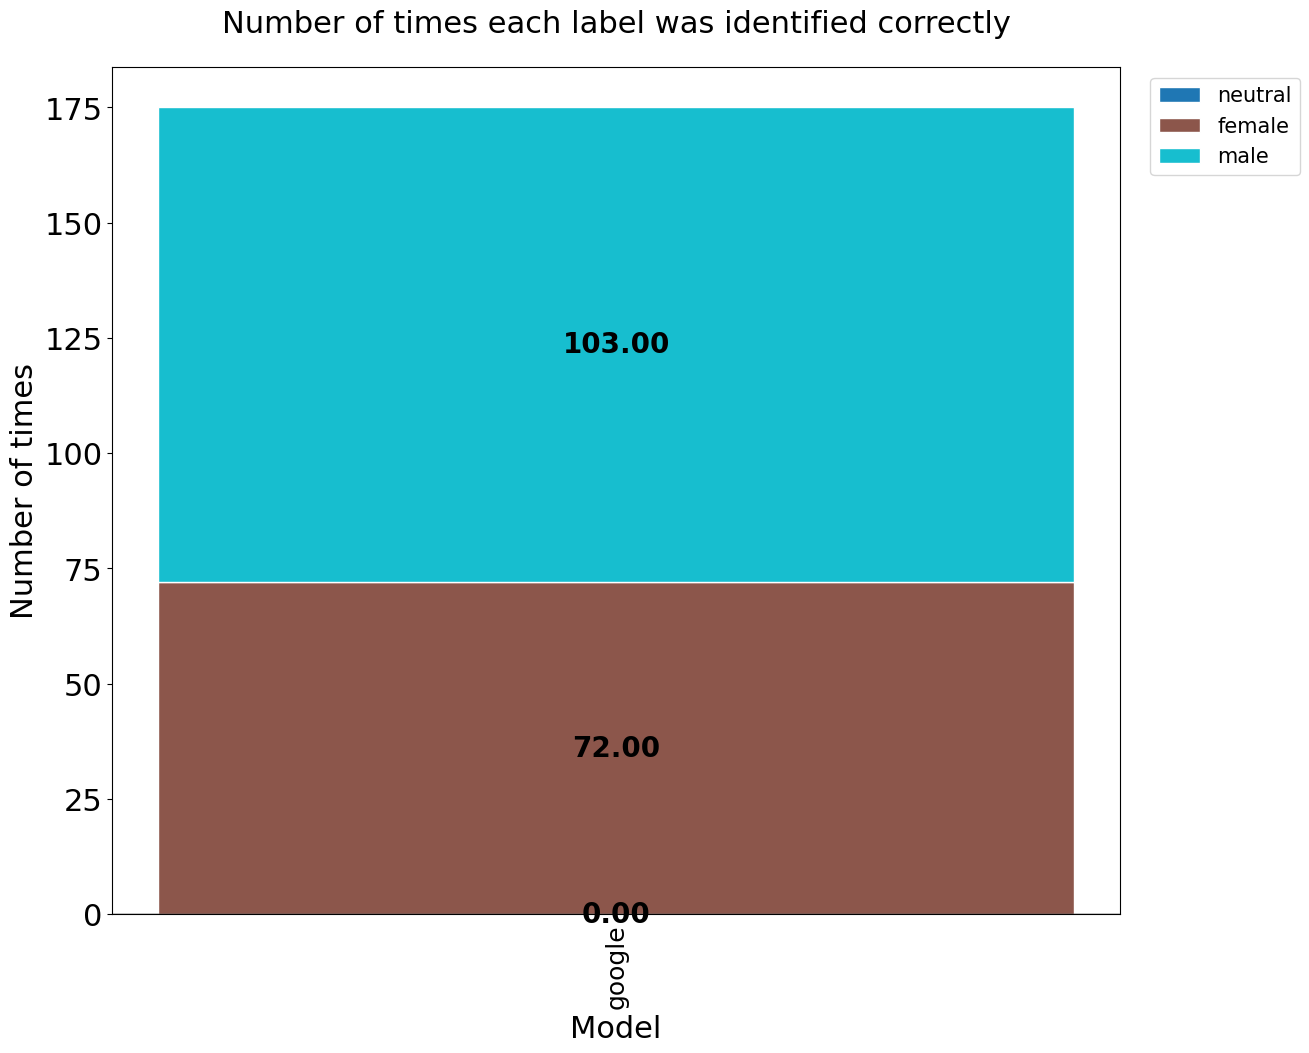 Number of times each label was identified correctly
neutral
female
male
175
150
125
100
75
50
25
0
Number of times
103.00
72.00
0.00
google
Model